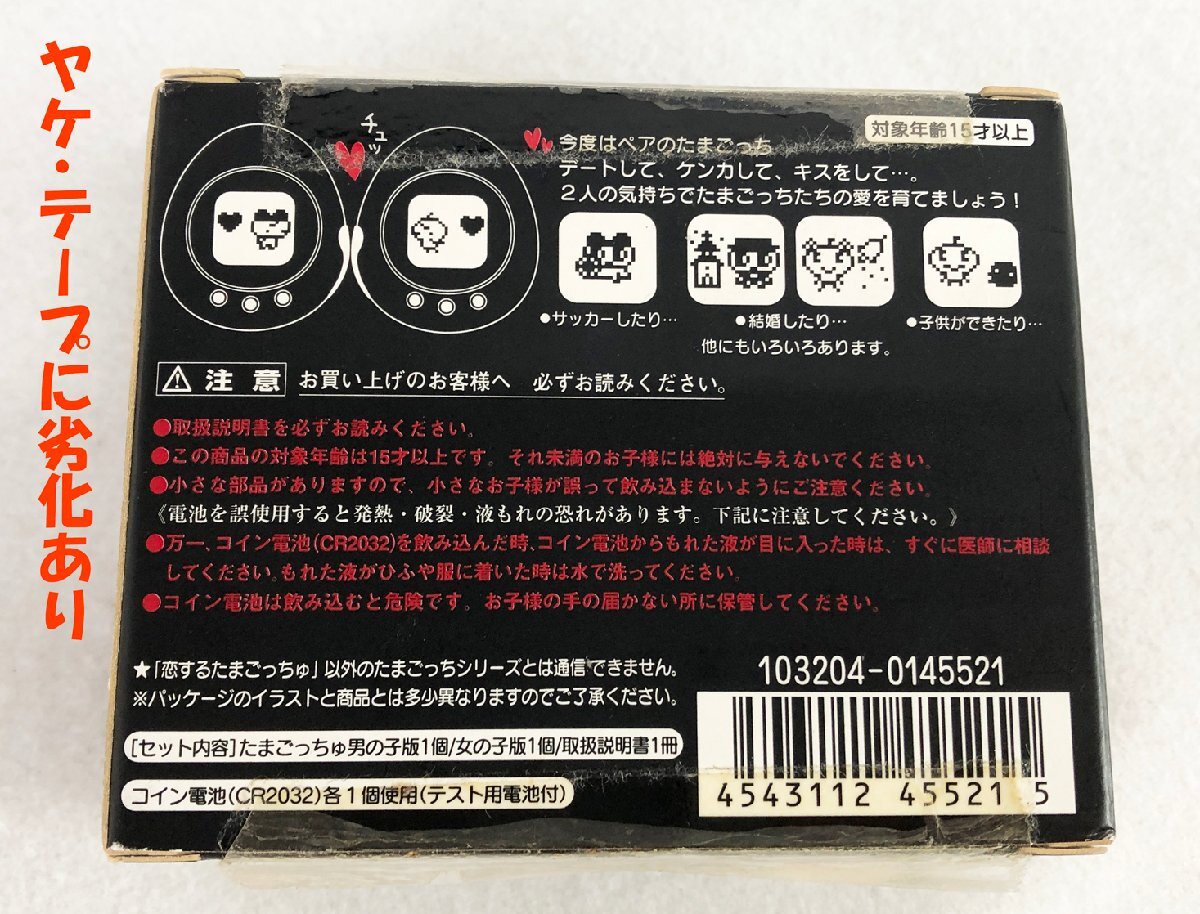 ヤケ・テープに劣化あり
チュッ
今度はペアのたまごっち
対象年齢15才以上
デートして、ケンカして、キスをして…。
2人の気持ちでたまごっちたちの愛を育てましょう！
●サッカーしたり…
●結婚したり…
●子供ができたり…
他にもいろいろあります。
⚠注意 お買い上げのお客様へ 必ずお読みください。
●取扱説明書を必ずお読みください。
●この商品の対象年齢は15才以上です。それ未満のお子様には絶対に与えないでください。
●小さな部品がありますので、小さなお子様が誤って飲み込まないようにご注意ください。
《電池を誤使用すると発熱・破裂・液もれの恐れがあります。下記に注意してください。》
●万一、コイン電池(CR2032)を飲み込んだ時、コイン電池からもれた液が目に入った時は、すぐに医師に相談
してください。もれた液がひふや服に着いた時は水で洗ってください。
●コイン電池は飲み込むと危険です。お子様の手の届かない所に保管してください。
★「恋するたまごっちゅ」以外のたまごっちシリーズとは通信できません。
※パッケージのイラストと商品とは多少異なりますのでご了承ください。
103204-0145521
[セット内容]たまごっちゅ男の子版1個/女の子版1個/取扱説明書1冊
コイン電池(CR2032)各1個使用(テスト用電池付)
4543112 45521 5